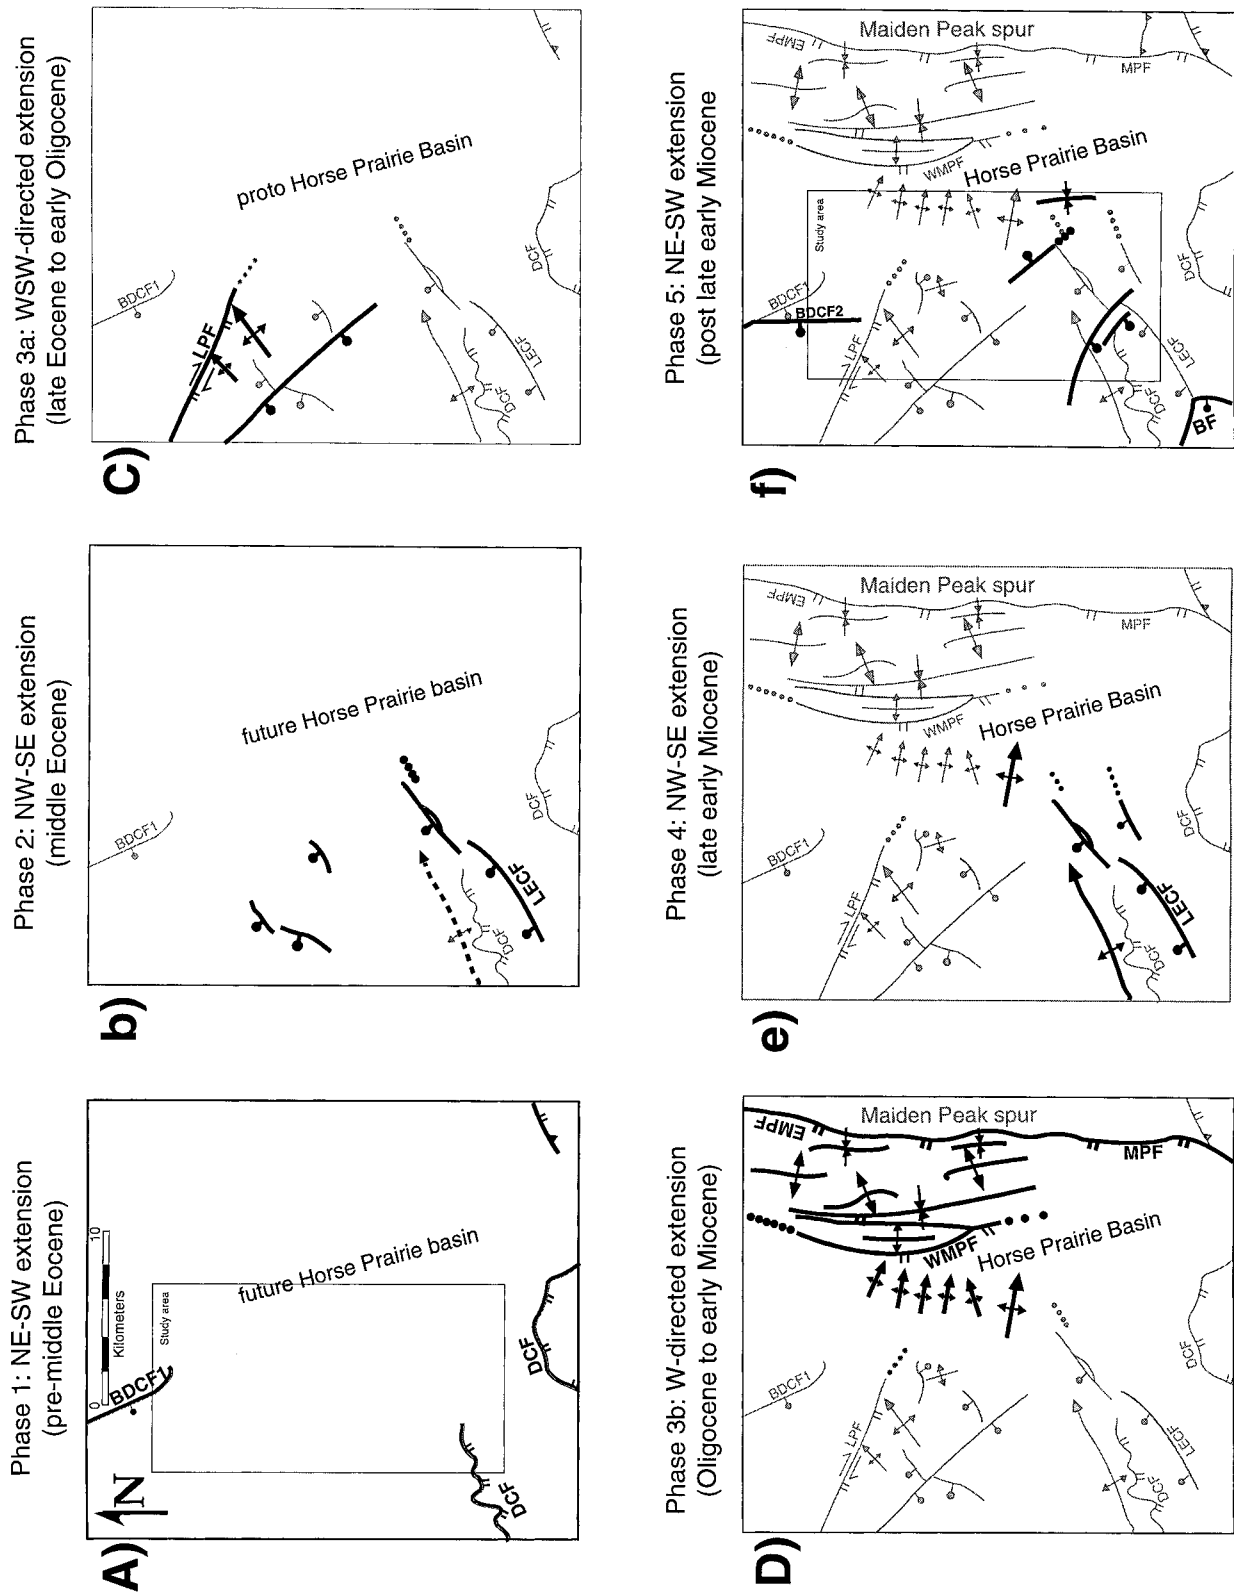 A)
Phase 1: NE-SW extension
(pre-middle Eocene)
N
0
10
Kilometers
BDCF1
Study area
future Horse Prairie basin
DCF
DCF
b)
Phase 2: NW-SE extension
(middle Eocene)
BDCF1
future Horse Prairie basin
LECF
DCF
DCF
C)
Phase 3a: WSW-directed extension
(late Eocene to early Oligocene)
BDCF1
LPF
proto Horse Prairie Basin
LECF
DCF
DCF
D)
Phase 3b: W-directed extension
(Oligocene to early Miocene)
BDCF1
LPF
EMPF
Maiden Peak spur
WMPF
MPF
Horse Prairie Basin
LECF
DCF
DCF
e)
Phase 4: NW-SE extension
(late early Miocene)
BDCF1
LPF
EMPF
Maiden Peak spur
WMPF
MPF
Horse Prairie Basin
LECF
DCF
DCF
f)
Phase 5: NE-SW extension
(post late early Miocene)
BDCF1
BDCF2
Study area
LPF
EMPF
Maiden Peak spur
WMPF
MPF
Horse Prairie Basin
LECF
DCF
DCF
BF